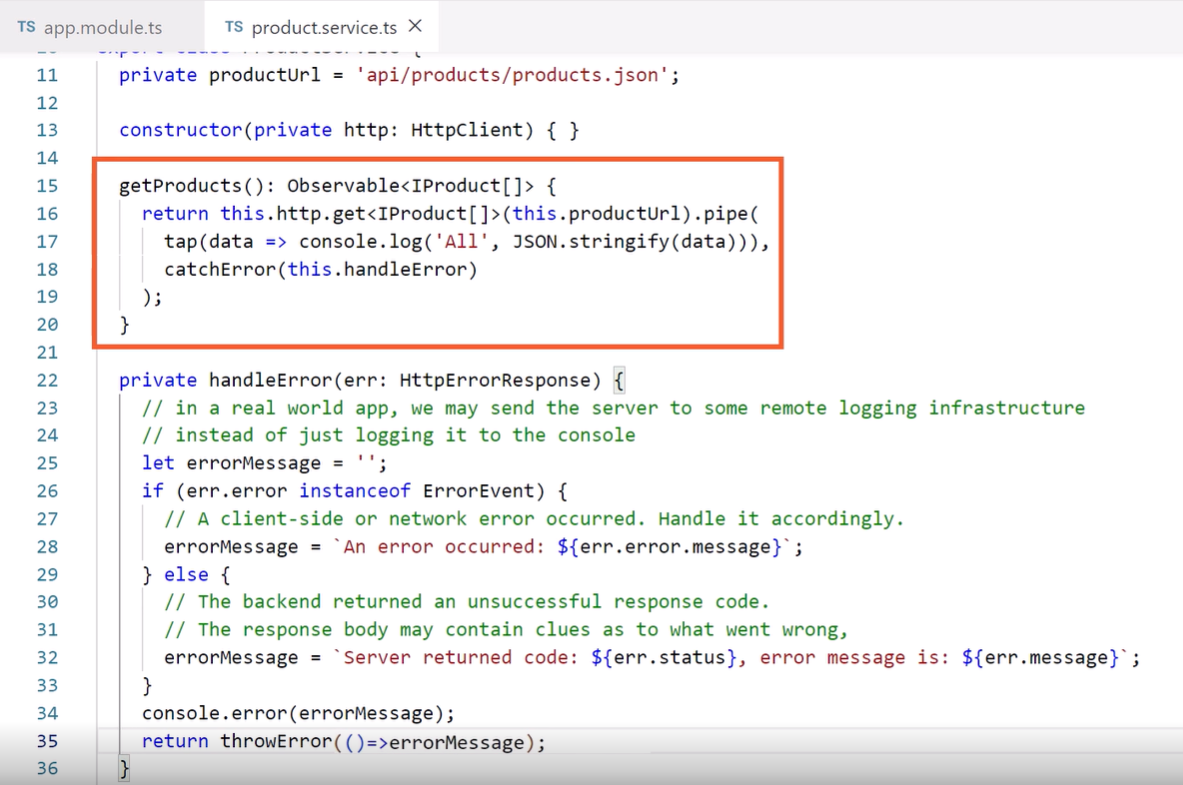 TS app.module.ts TS product.service.ts ×
10 export class ProductService {
11 private productUrl = 'api/products/products.json';
12
13 constructor(private http: HttpClient) { }
14
15 getProducts(): Observable<IProduct[]> {
16 return this.http.get<IProduct[]>(this.productUrl).pipe(
17 tap(data => console.log('All', JSON.stringify(data))),
18 catchError(this.handleError)
19 );
20 }
21
22 private handleError(err: HttpErrorResponse) {
23 // in a real world app, we may send the server to some remote logging infrastructure
24 // instead of just logging it to the console
25 let errorMessage = '';
26 if (err.error instanceof ErrorEvent) {
27 // A client-side or network error occurred. Handle it accordingly.
28 errorMessage = `An error occurred: ${err.error.message}`;
29 } else {
30 // The backend returned an unsuccessful response code.
31 // The response body may contain clues as to what went wrong,
32 errorMessage = `Server returned code: ${err.status}, error message is: ${err.message}`;
33 }
34 console.error(errorMessage);
35 return throwError(()=>errorMessage);
36 }